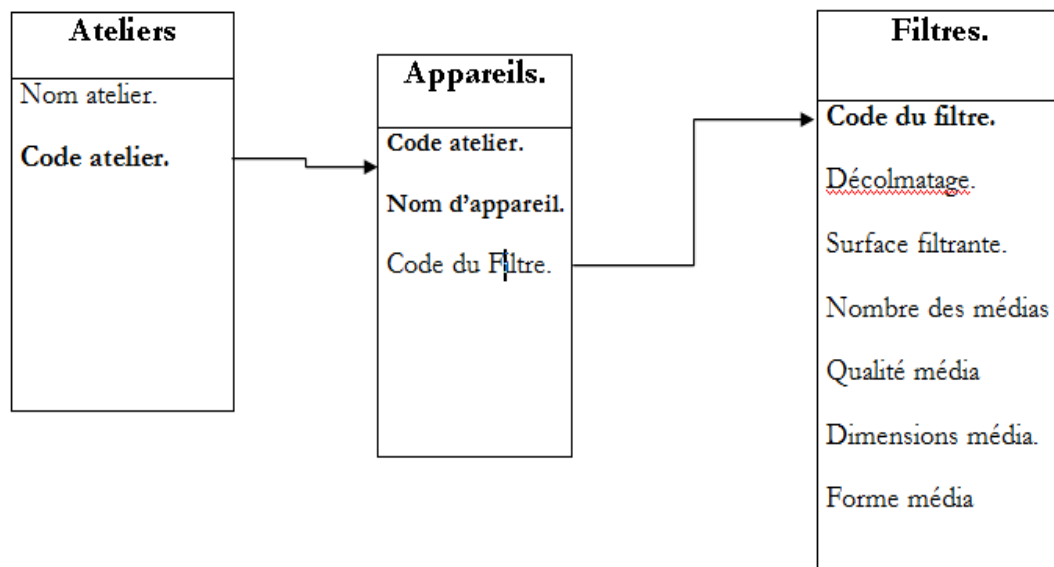 Ateliers
Nom atelier.
Code atelier.
Appareils.
Code atelier.
Nom d'appareil.
Code du Filtre.
Filtres.
Code du filtre.
Décolmatage.
Surface filtrante.
Nombre des médias
Qualité média
Dimensions média.
Forme média